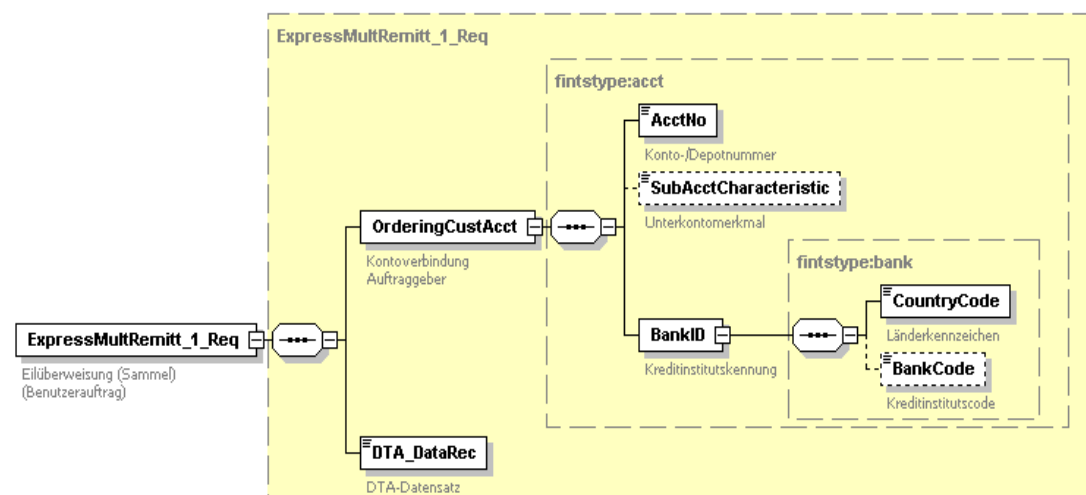 ExpressMultRemitt_1_Req
fintstype:acct
AcctNo
Konto-/Depotnummer
SubAcctCharacteristic
Unterkontomerkmal
OrderingCustAcct
Kontoverbindung
Auftraggeber
fintstype:bank
CountryCode
Länderkennzeichen
BankID
Kreditinstitutskennung
BankCode
Kreditinstitutscode
ExpressMultRemitt_1_Req
Eilüberweisung (Sammel)
(Benutzerauftrag)
DTA_DataRec
DTA-Datensatz